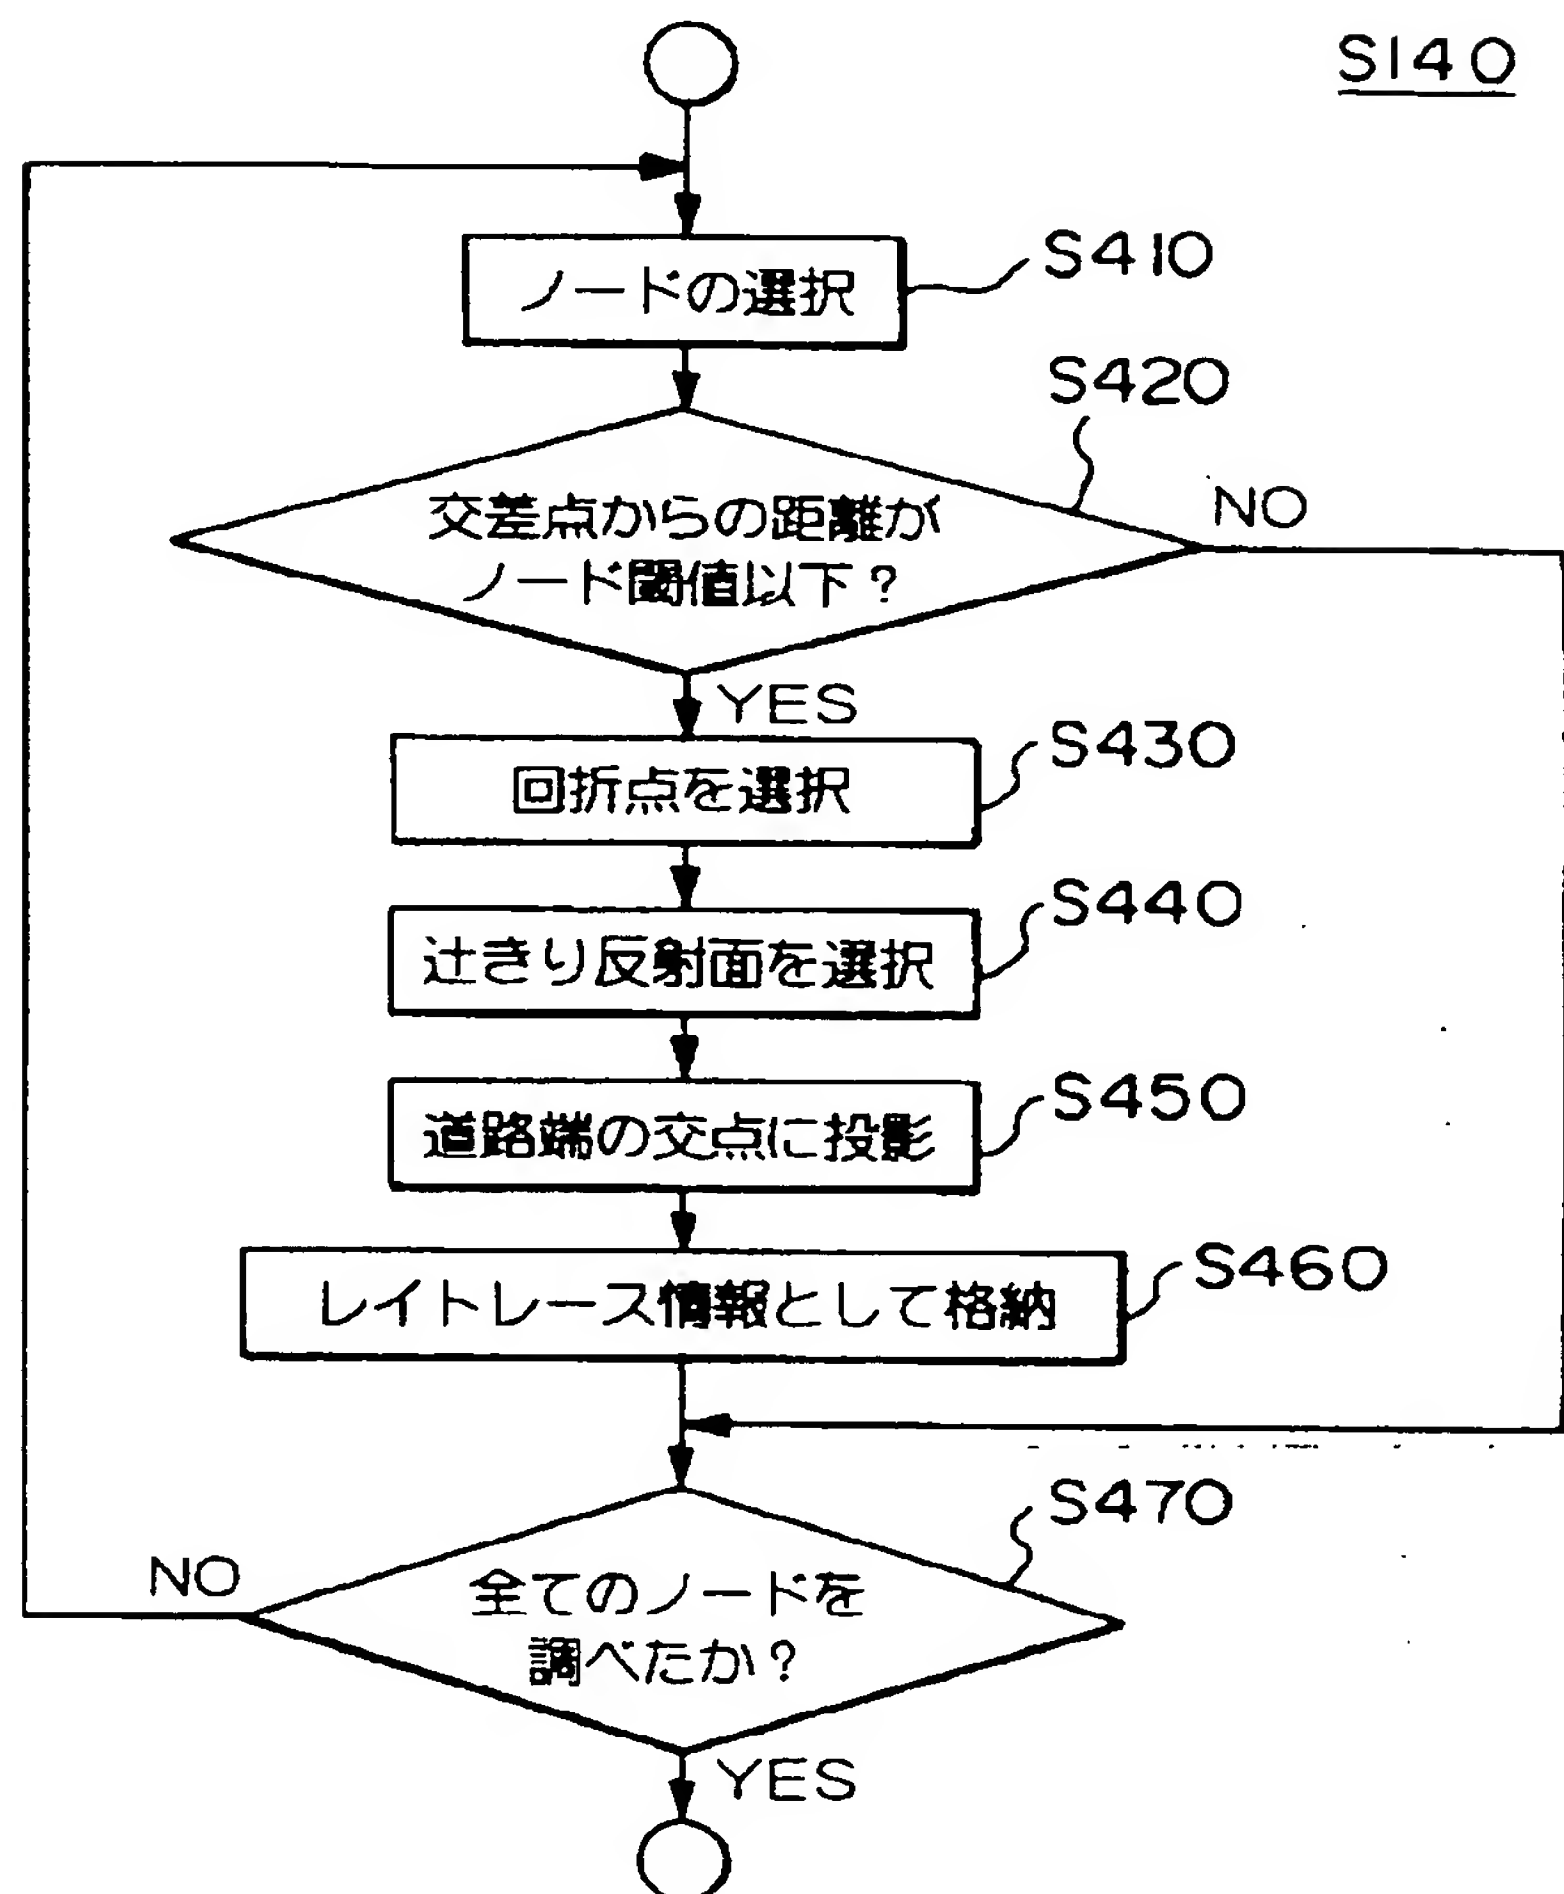 S140
ノードの選択
S410
S420
交差点からの距離が
ノード閾値以下?
NO
YES
回折点を選択
S430
辻きり反射面を選択
S440
道路端の交点に投影
S450
レイトレース情報として格納
S460
S470
NO
全てのノードを
調べたか?
YES